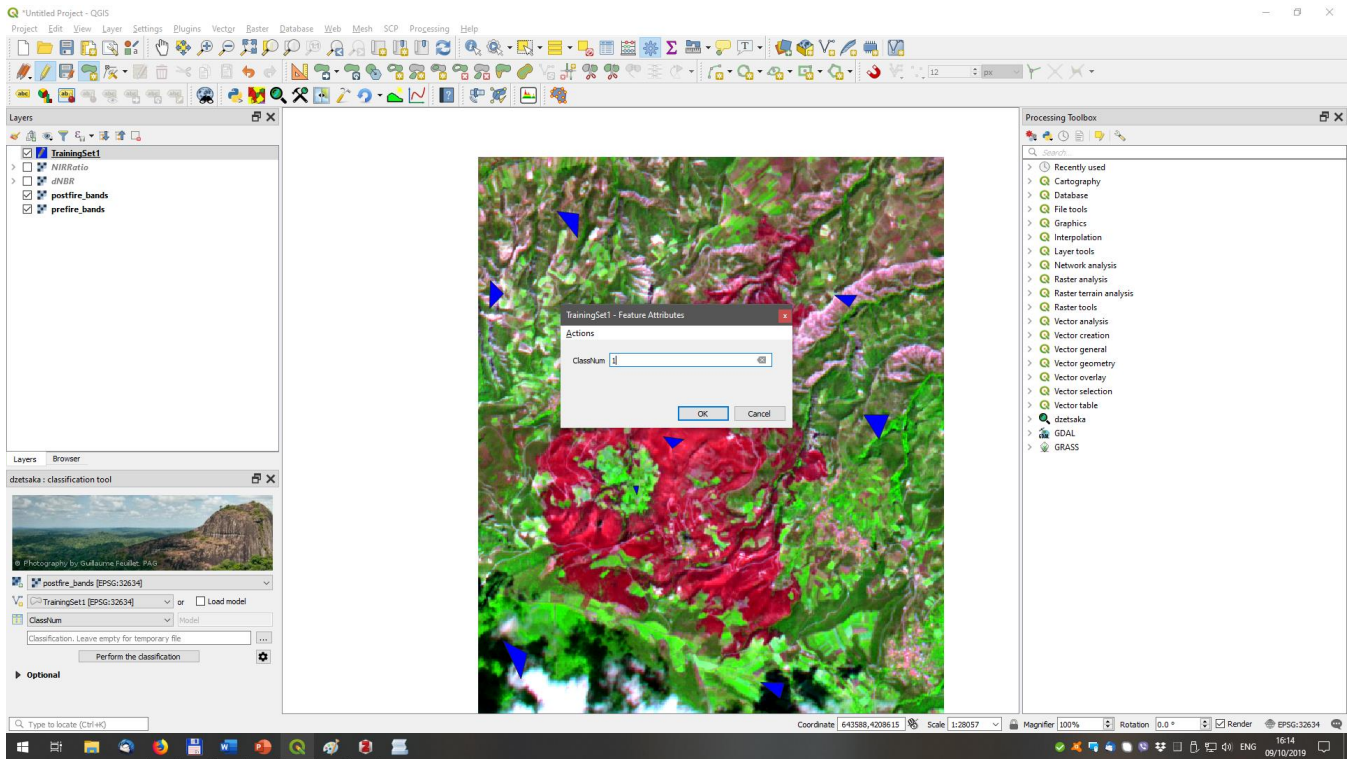 *Untitled Project - QGIS
Project Edit View Layer Settings Plugins Vector Raster Database Web Mesh SCP Processing Help
12 px
abc
Layers
TrainingSet1
NIRRatio
dNBR
postfire_bands
prefire_bands
Layers Browser
dzetsaka : classification tool
© Photography by Guillaume Feuillet. PAG
postfire_bands [EPSG:32634]
TrainingSet1 [EPSG:32634] or Load model
ClassNum Model
Classification. Leave empty for temporary file ...
Perform the classification
Optional
TrainingSet1 - Feature Attributes
Actions
ClassNum 1
OK Cancel
Processing Toolbox
Search...
Recently used
Cartography
Database
File tools
Graphics
Interpolation
Layer tools
Network analysis
Raster analysis
Raster terrain analysis
Raster tools
Vector analysis
Vector creation
Vector general
Vector geometry
Vector overlay
Vector selection
Vector table
dzetsaka
GDAL
GRASS
Type to locate (Ctrl+K) Coordinate 643588,4208615 Scale 1:28057 Magnifier 100% Rotation 0.0 ° Render EPSG:32634
ENG 16:14
09/10/2019